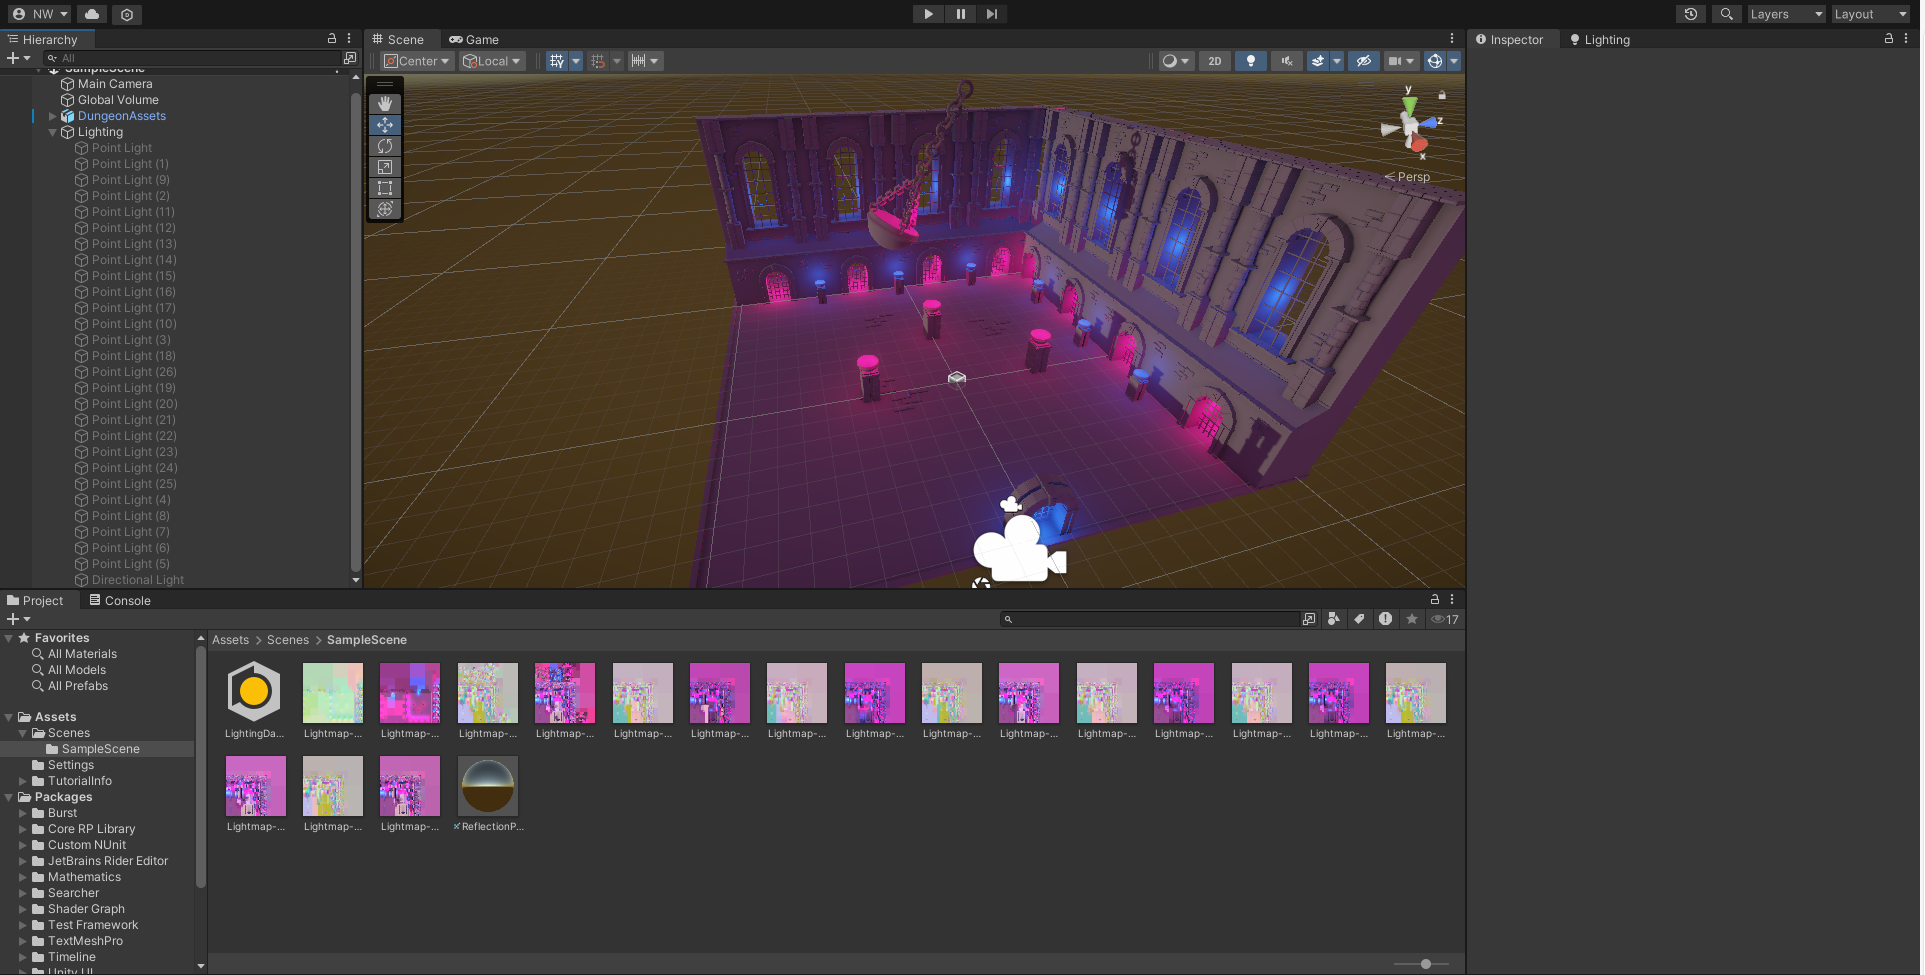 NW
Layers
Layout
Hierarchy
All
SampleScene
Main Camera
Global Volume
DungeonAssets
Lighting
Point Light
Point Light (1)
Point Light (9)
Point Light (2)
Point Light (11)
Point Light (12)
Point Light (13)
Point Light (14)
Point Light (15)
Point Light (16)
Point Light (17)
Point Light (10)
Point Light (3)
Point Light (18)
Point Light (26)
Point Light (19)
Point Light (20)
Point Light (21)
Point Light (22)
Point Light (23)
Point Light (24)
Point Light (25)
Point Light (4)
Point Light (8)
Point Light (7)
Point Light (6)
Point Light (5)
Directional Light
Scene
Game
Center
Local
2D
y
z
x
Persp
Inspector
Lighting
Project
Console
17
Favorites
All Materials
All Models
All Prefabs
Assets
Scenes
SampleScene
Settings
TutorialInfo
Packages
Burst
Core RP Library
Custom NUnit
JetBrains Rider Editor
Mathematics
Searcher
Shader Graph
Test Framework
TextMeshPro
Timeline
Unity UI
Assets > Scenes > SampleScene
LightingDa... Lightmap-... Lightmap-... Lightmap-... Lightmap-... Lightmap-... Lightmap-... Lightmap-... Lightmap-... Lightmap-... Lightmap-... Lightmap-... Lightmap-... Lightmap-... Lightmap-... Lightmap-...
Lightmap-... Lightmap-... Lightmap-... ReflectionP...